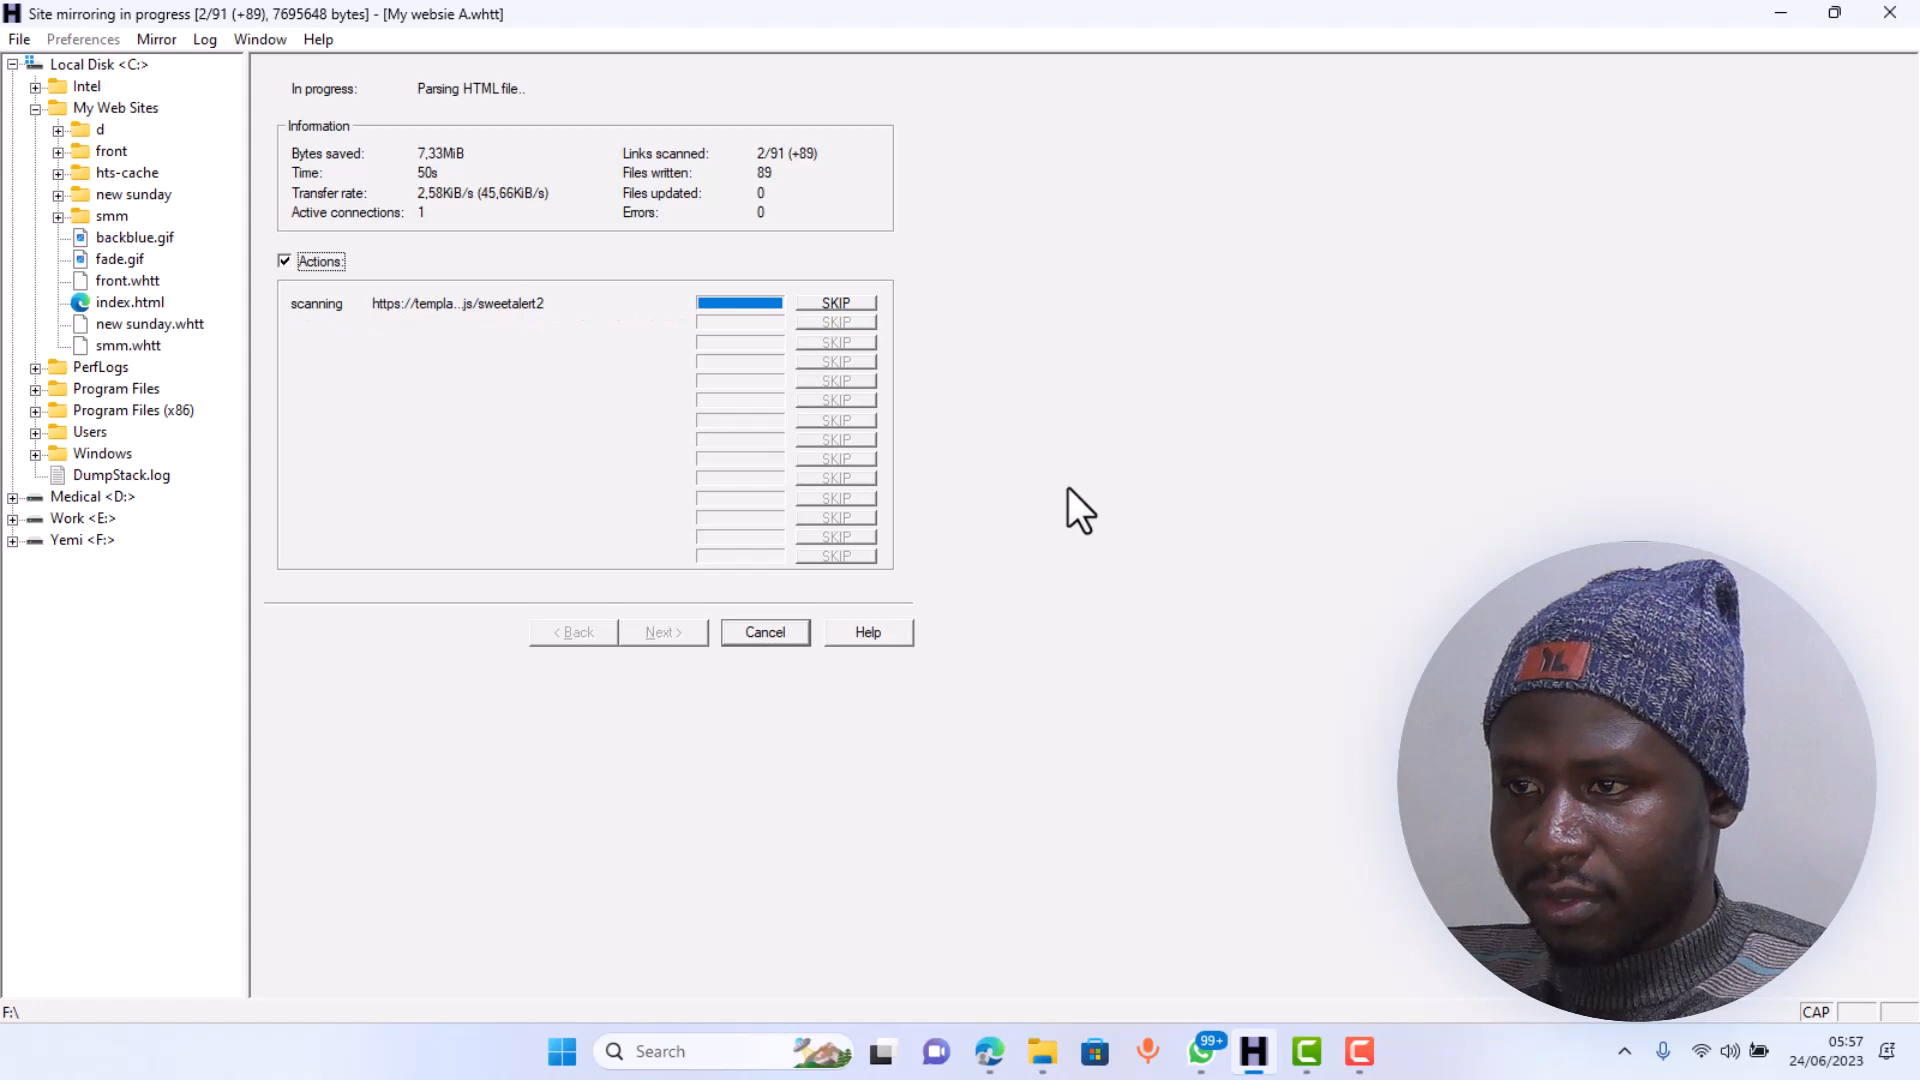 Site mirroring in progress [2/91 (+89), 7695648 bytes] - [My websie A.whtt]
File Preferences Mirror Log Window Help
Local Disk <C:>
Intel
My Web Sites
d
front
hts-cache
new sunday
smm
backblue.gif
fade.gif
front.whtt
index.html
new sunday.whtt
smm.whtt
PerfLogs
Program Files
Program Files (x86)
Users
Windows
DumpStack.log
Medical <D:>
Work <E:>
Yemi <F:>
In progress: Parsing HTML file..
Information
Bytes saved: 7,33MiB Links scanned: 2/91 (+89)
Time: 50s Files written: 89
Transfer rate: 2,58KiB/s (45,66KiB/s) Files updated: 0
Active connections: 1 Errors: 0
Actions:
scanning https://templa...js/sweetalert2 SKIP
SKIP
SKIP
SKIP
SKIP
SKIP
SKIP
SKIP
SKIP
SKIP
SKIP
SKIP
SKIP
SKIP
< Back Next > Cancel Help
F:\ CAP
Search 99+ 05:57
24/06/2023